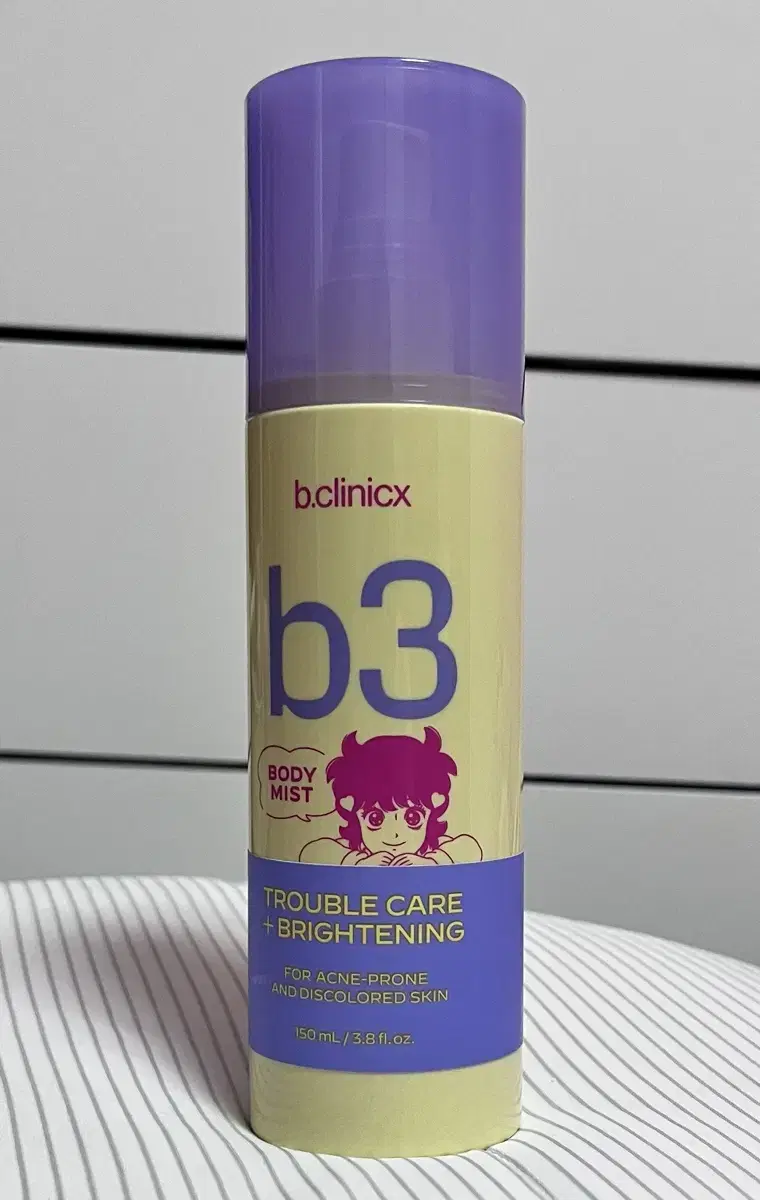 b.clinicx
b3
BODY
MIST
TROUBLE CARE
+ BRIGHTENING
FOR ACNE-PRONE
AND DISCOLORED SKIN
150 mL / 3.8 fl. oz.